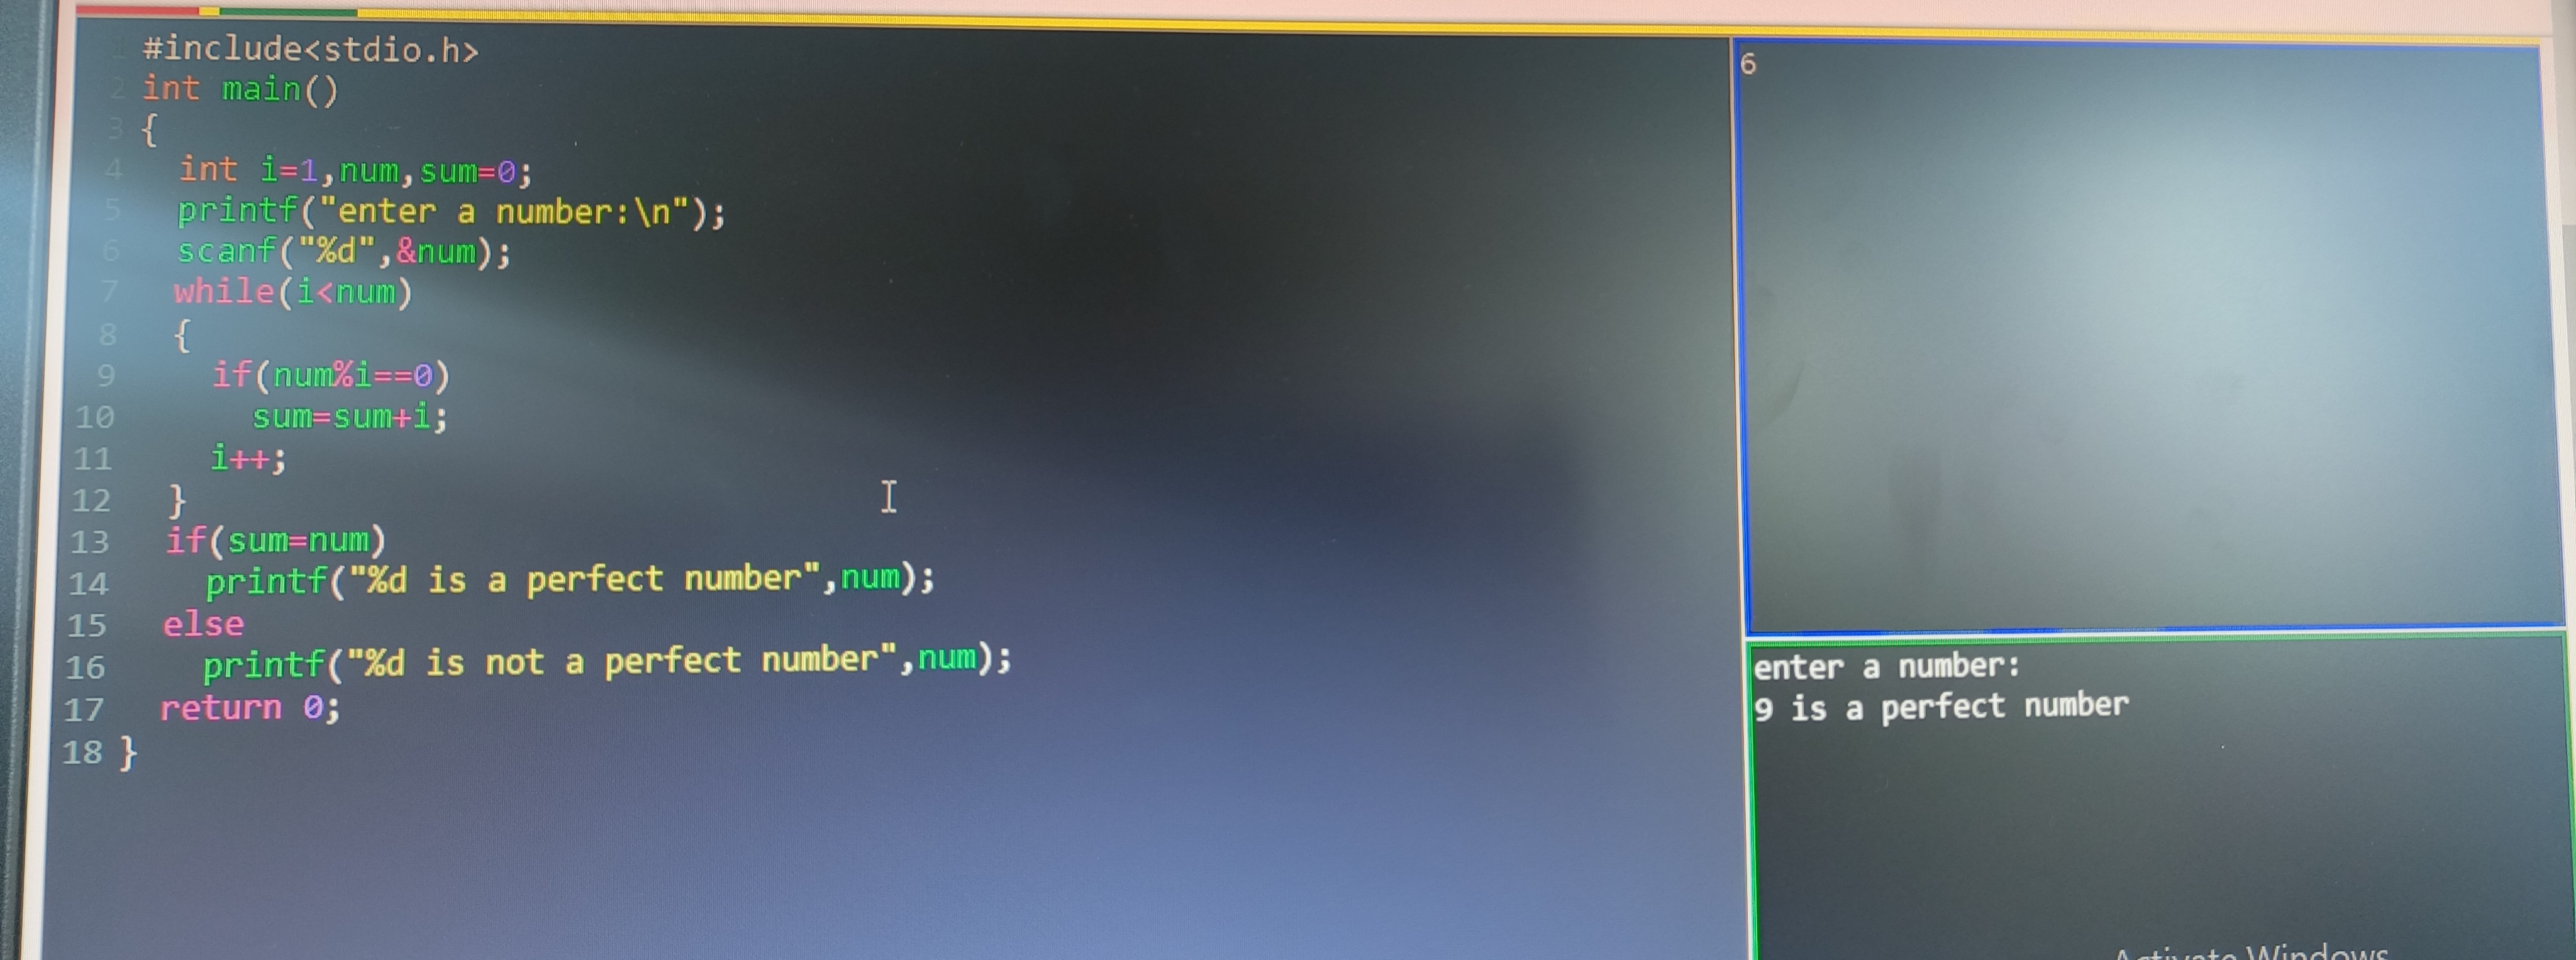 1 #include<stdio.h>
2 int main()
3 {
4 int i=1,num,sum=0;
5 printf("enter a number:\n");
6 scanf("%d",&num);
7 while(i<num)
8 {
9 if(num%i==0)
10 sum=sum+i;
11 i++;
12 }
13 if(sum=num)
14 printf("%d is a perfect number",num);
15 else
16 printf("%d is not a perfect number",num);
17 return 0;
18 }
6
enter a number:
9 is a perfect number
Activate Windows